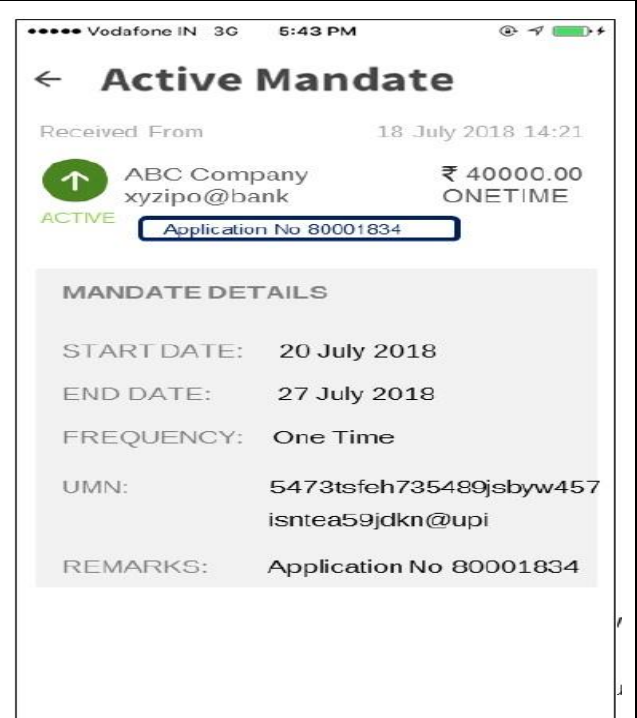 Vodafone IN 3G 5:43 PM
← Active Mandate
Received From 18 July 2018 14:21
ABC Company ₹ 40000.00
xyzipo@bank ONETIME
ACTIVE
Application No 80001834
MANDATE DETAILS
START DATE: 20 July 2018
END DATE: 27 July 2018
FREQUENCY: One Time
UMN: 5473tsfeh735489jsbyw457
isntea59jdkn@upi
REMARKS: Application No 80001834